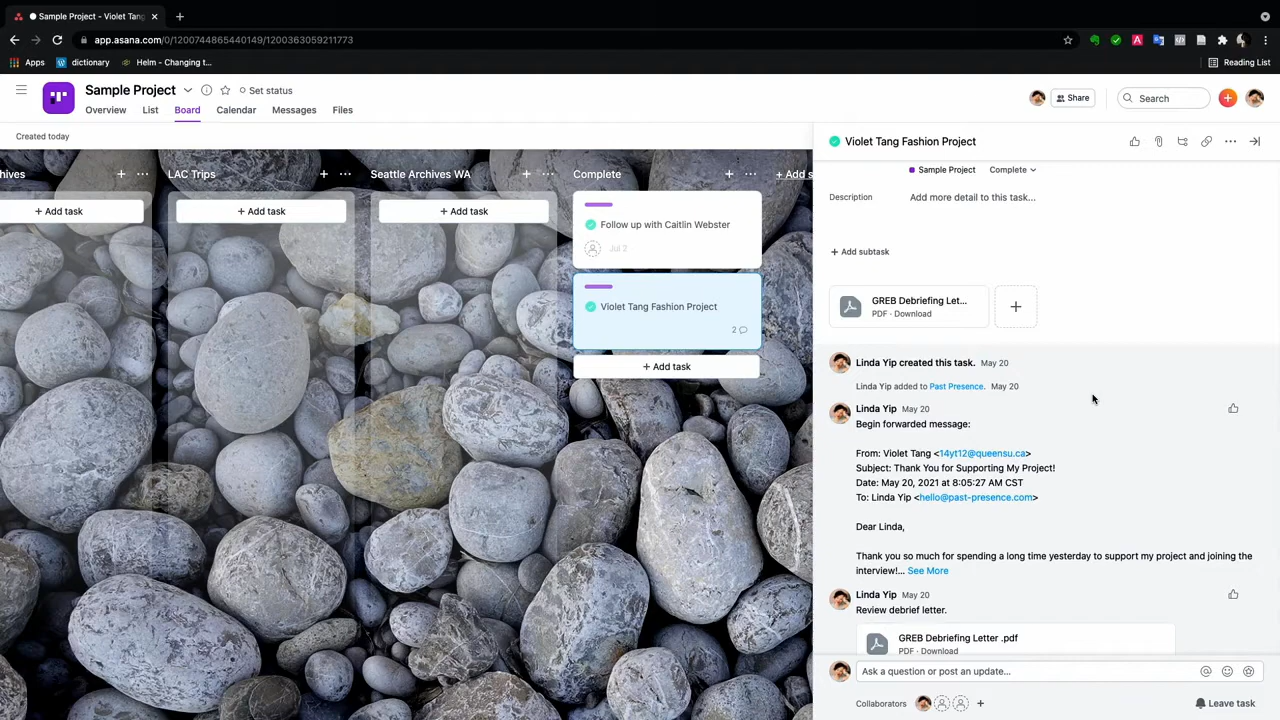 Sample Project - Violet Tang
app.asana.com/0/1200744865440149/1200363059211773
Apps
dictionary
Helm - Changing t...
Reading List
Sample Project
Set status
Overview
List
Board
Calendar
Messages
Files
Share
Search
Created today
hives
LAC Trips
Seattle Archives WA
Complete
+ Add s
+ Add task
+ Add task
+ Add task
Follow up with Caitlin Webster
Jul 2
Violet Tang Fashion Project
2
+ Add task
Violet Tang Fashion Project
Sample Project
Complete
Description
Add more detail to this task...
+ Add subtask
GREB Debriefing Let...
PDF · Download
Linda Yip created this task. May 20
Linda Yip added to Past Presence. May 20
Linda Yip May 20
Begin forwarded message:
From: Violet Tang <14yt12@queensu.ca>
Subject: Thank You for Supporting My Project!
Date: May 20, 2021 at 8:05:27 AM CST
To: Linda Yip <hello@past-presence.com>
Dear Linda,
Thank you so much for spending a long time yesterday to support my project and joining the
interview!... See More
Linda Yip May 20
Review debrief letter.
GREB Debriefing Letter .pdf
PDF · Download
Ask a question or post an update...
Collaborators
Leave task